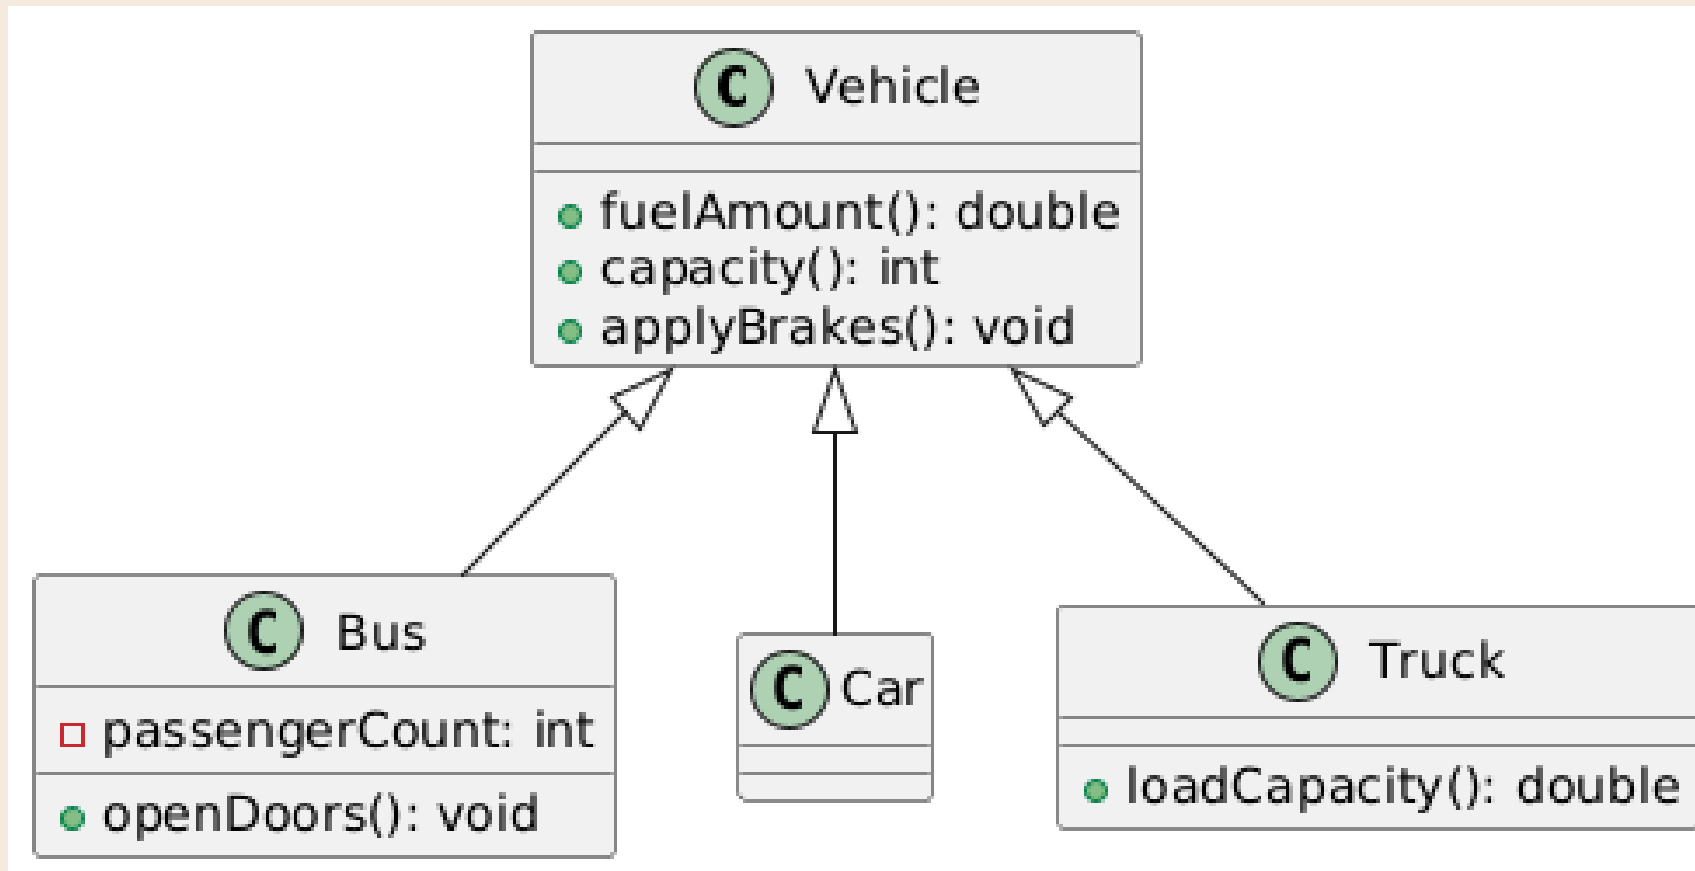 C Vehicle
fuelAmount(): double
capacity(): int
applyBrakes(): void
C Bus
passengerCount: int
openDoors(): void
C Car
C Truck
loadCapacity(): double